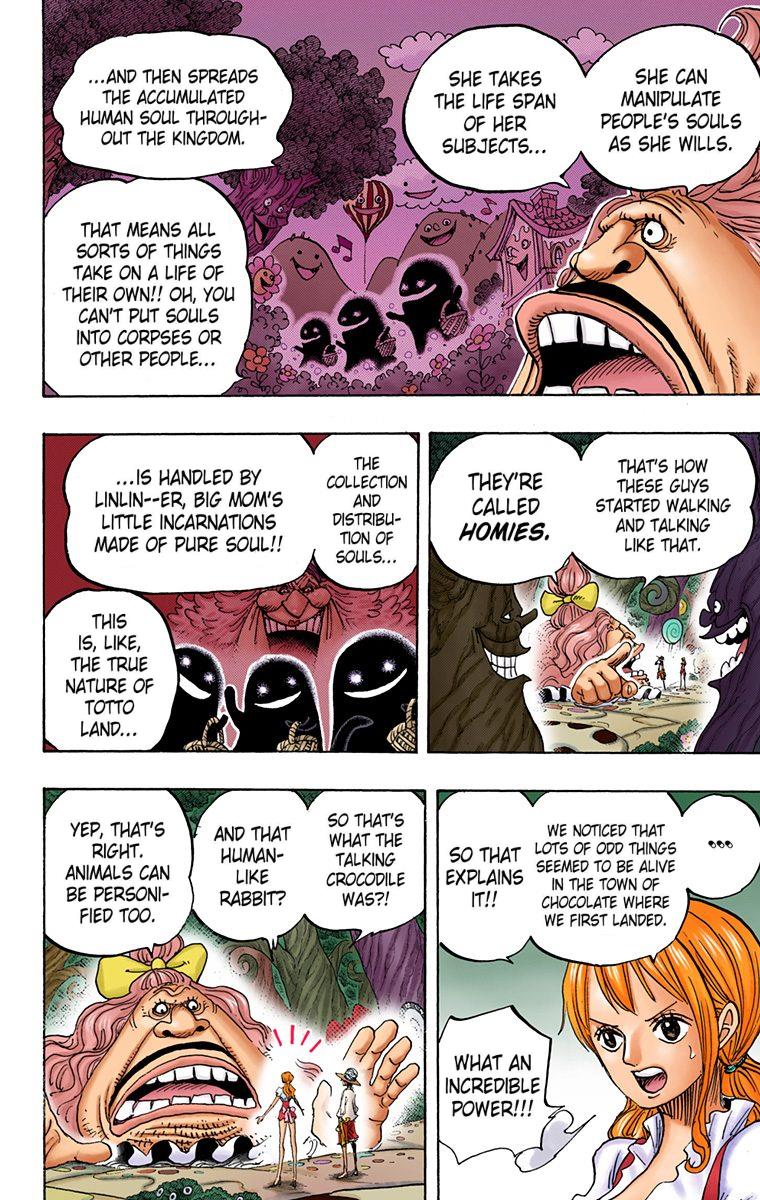 SHE CAN
MANIPULATE
PEOPLE'S SOULS
AS SHE WILLS.
SHE TAKES
THE LIFE SPAN
OF HER
SUBJECTS...
...AND THEN SPREADS
THE ACCUMULATED
HUMAN SOUL THROUGH-
OUT THE KINGDOM.
THAT MEANS ALL
SORTS OF THINGS
TAKE ON A LIFE OF
THEIR OWN!! OH, YOU
CAN'T PUT SOULS
INTO CORPSES OR
OTHER PEOPLE...
THAT'S HOW
THESE GUYS
STARTED WALKING
AND TALKING
LIKE THAT.
THEY'RE
CALLED
HOMIES.
THE
COLLECTION
AND
DISTRIBU-
TION OF
SOULS...
...IS HANDLED BY
LINLIN--ER, BIG MOM'S
LITTLE INCARNATIONS
MADE OF PURE SOUL!!
THIS
IS, LIKE,
THE TRUE
NATURE OF
TOTTO
LAND...
...
WE NOTICED THAT
LOTS OF ODD THINGS
SEEMED TO BE ALIVE
IN THE TOWN OF
CHOCOLATE WHERE
WE FIRST LANDED.
SO THAT
EXPLAINS
IT!!
WHAT AN
INCREDIBLE
POWER!!!
SO THAT'S
WHAT THE
TALKING
CROCODILE
WAS?!
AND THAT
HUMAN-
LIKE
RABBIT?
YEP, THAT'S
RIGHT.
ANIMALS CAN
BE PERSONI-
FIED TOO.